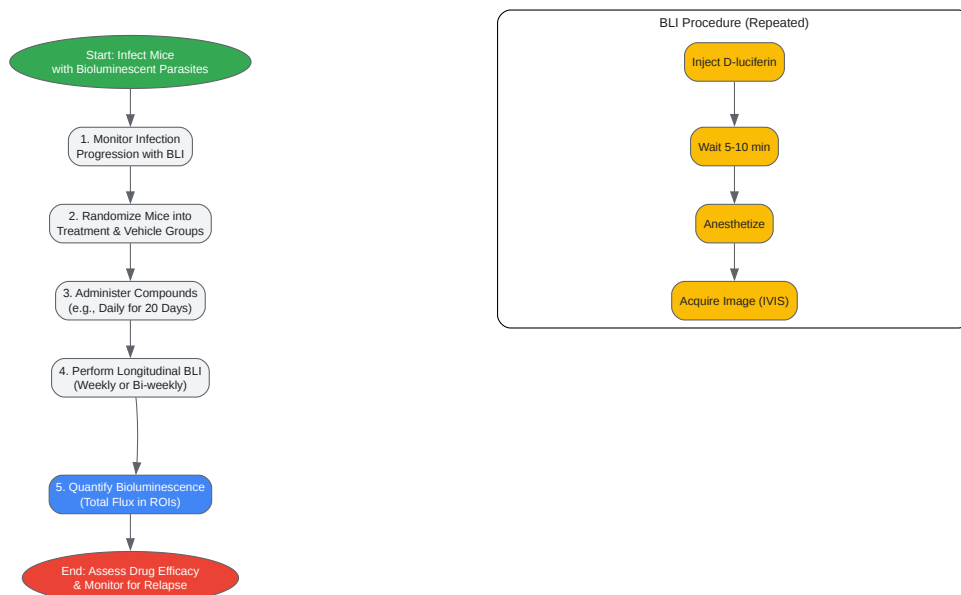 Start: Infect Mice
with Bioluminescent Parasites
1. Monitor Infection
Progression with BLI
2. Randomize Mice into
Treatment & Vehicle Groups
3. Administer Compounds
(e.g., Daily for 20 Days)
4. Perform Longitudinal BLI
(Weekly or Bi-weekly)
5. Quantify Bioluminescence
(Total Flux in ROIs)
End: Assess Drug Efficacy
& Monitor for Relapse
BLI Procedure (Repeated)
Inject D-luciferin
Wait 5-10 min
Anesthetize
Acquire Image (IVIS)